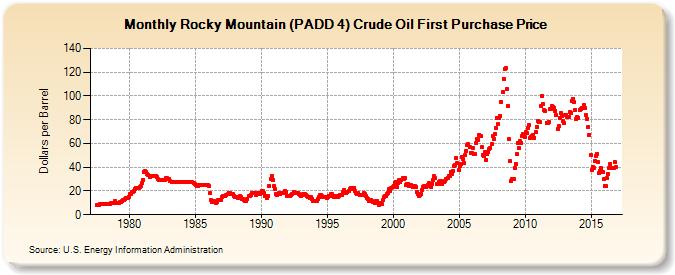 Monthly Rocky Mountain (PADD 4) Crude Oil First Purchase Price
Dollars per Barrel
140
120
100
80
60
40
20
0
1980 1985 1990 1995 2000 2005 2010 2015
Source: U.S. Energy Information Administration